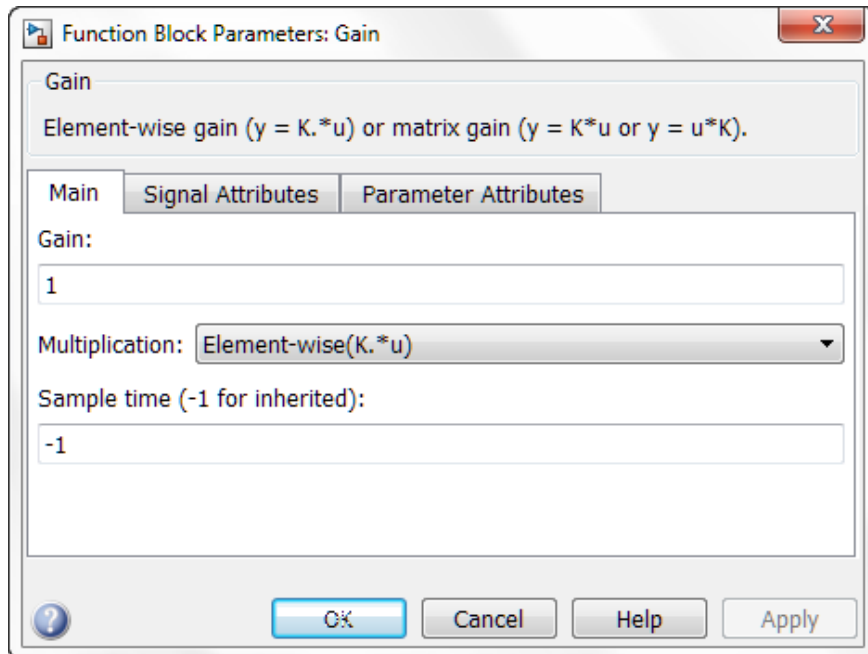 Function Block Parameters: Gain
Gain
Element-wise gain (y = K.*u) or matrix gain (y = K*u or y = u*K).
Main Signal Attributes Parameter Attributes
Gain:
1
Multiplication: Element-wise(K.*u)
Sample time (-1 for inherited):
-1
OK Cancel Help Apply